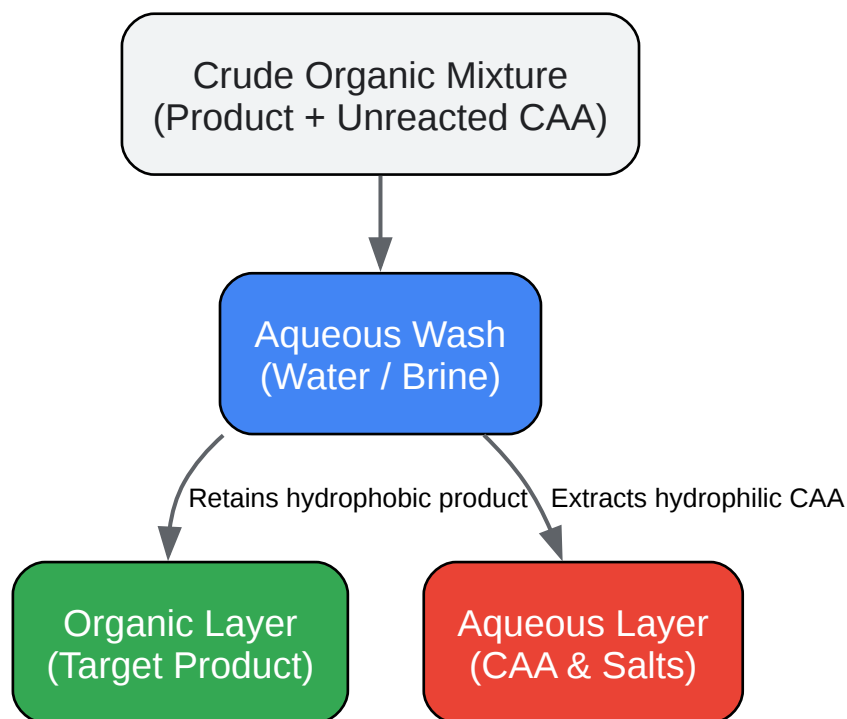 Crude Organic Mixture
(Product + Unreacted CAA)
Aqueous Wash
(Water / Brine)
Retains hydrophobic product
Extracts hydrophilic CAA
Organic Layer
(Target Product)
Aqueous Layer
(CAA & Salts)